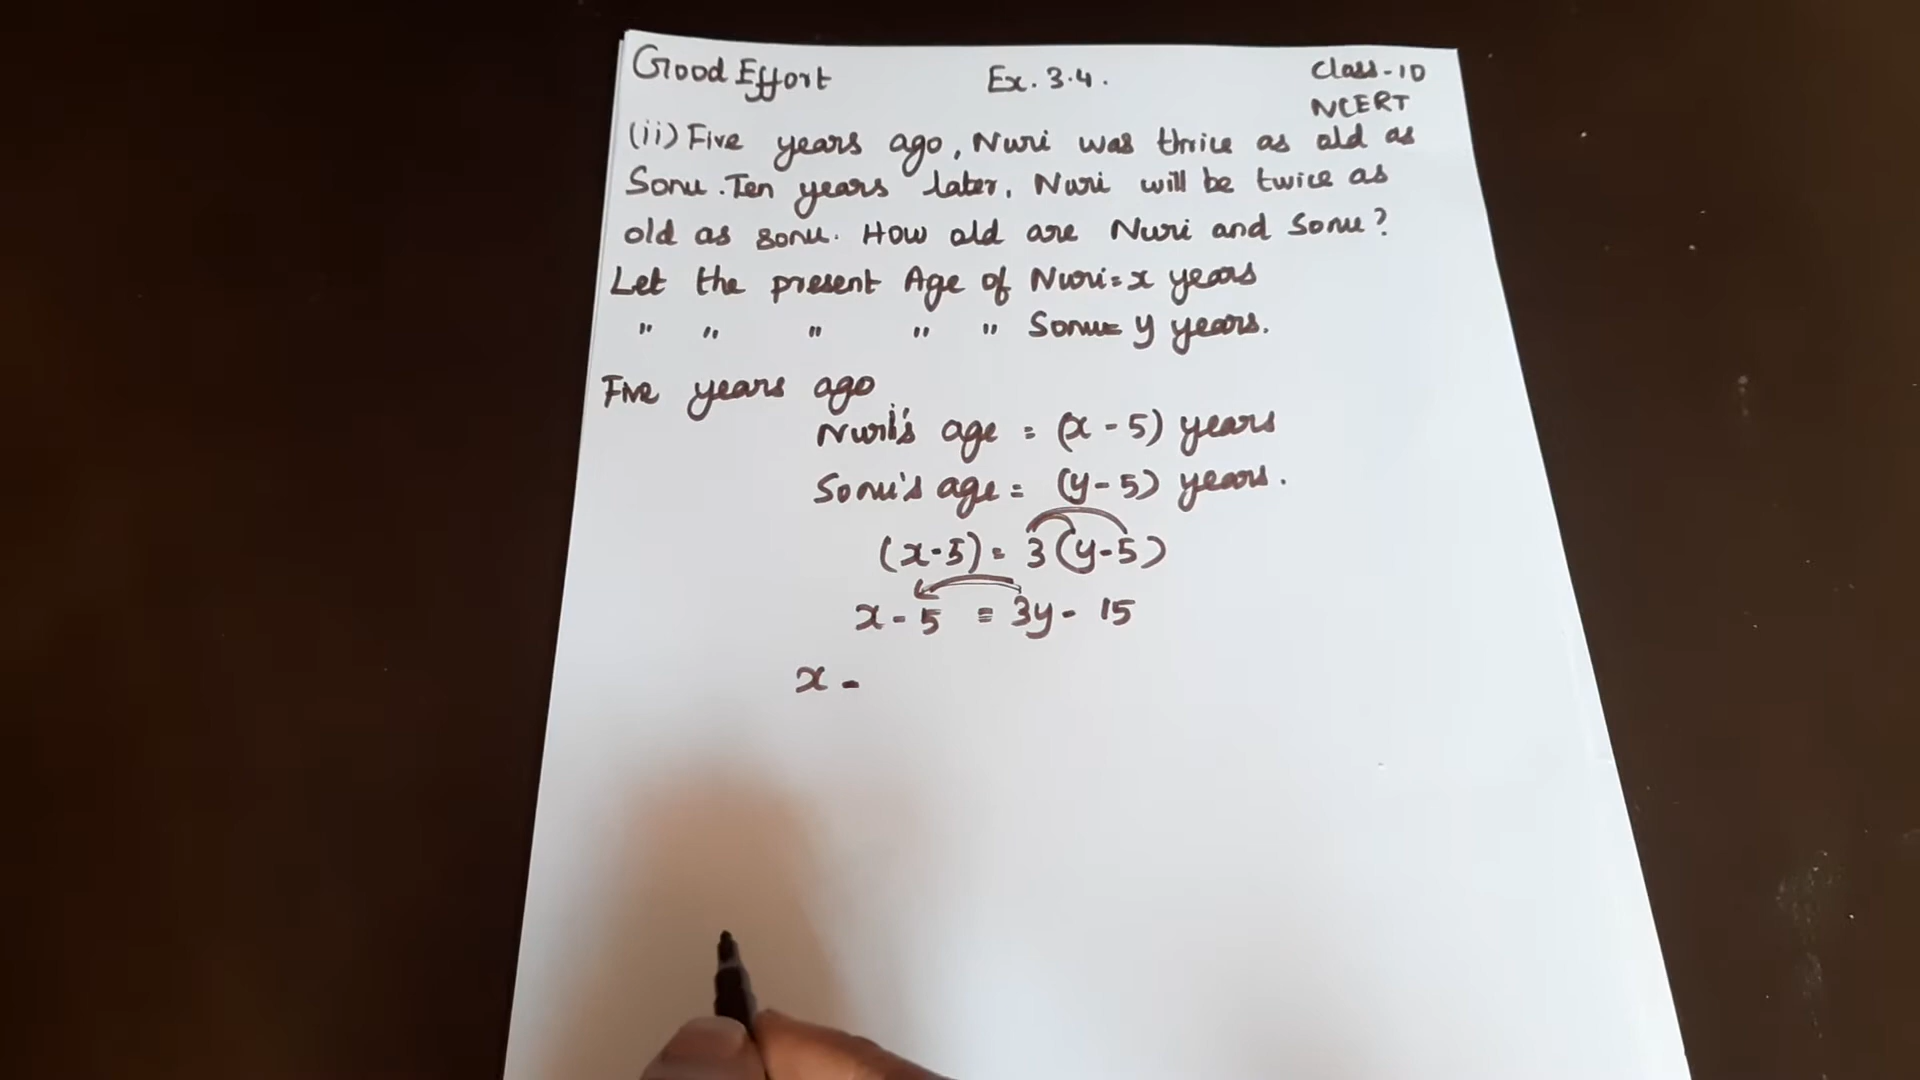 Good Effort Ex. 3.4. Class-10
NCERT
(ii) Five years ago, Nuri was thrice as old as
Sonu. Ten years later, Nuri will be twice as
old as sonu. How old are Nuri and Sonu?
Let the present Age of Nuri = x years
" " " " " Sonu = y years.
Five years ago
Nuri's age = (x - 5) years
Sonu's age = (y - 5) years.
(x-5) = 3(y-5)
x - 5 = 3y - 15
x -